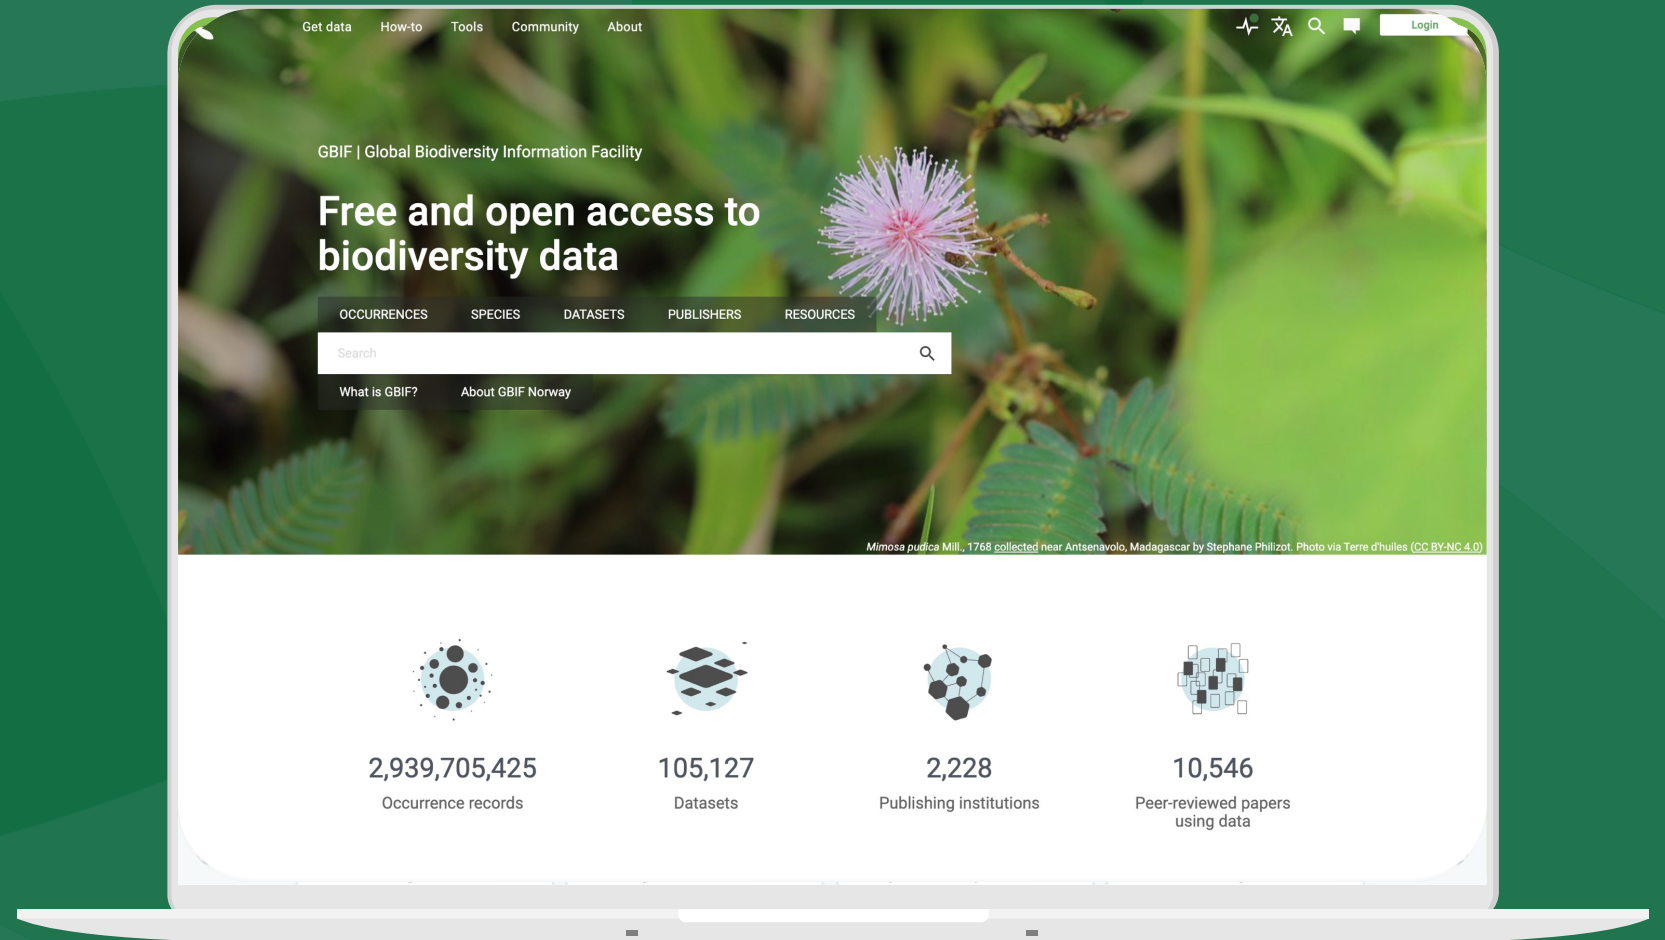 Get data How-to Tools Community About Login
GBIF | Global Biodiversity Information Facility
Free and open access to
biodiversity data
OCCURRENCES SPECIES DATASETS PUBLISHERS RESOURCES
Search
What is GBIF? About GBIF Norway
Mimosa pudica Mill., 1768 collected near Antsenavolo, Madagascar by Stephane Philizot. Photo via Terre d'huiles (CC BY-NC 4.0)
2,939,705,425 105,127 2,228 10,546
Occurrence records Datasets Publishing institutions Peer-reviewed papers
using data